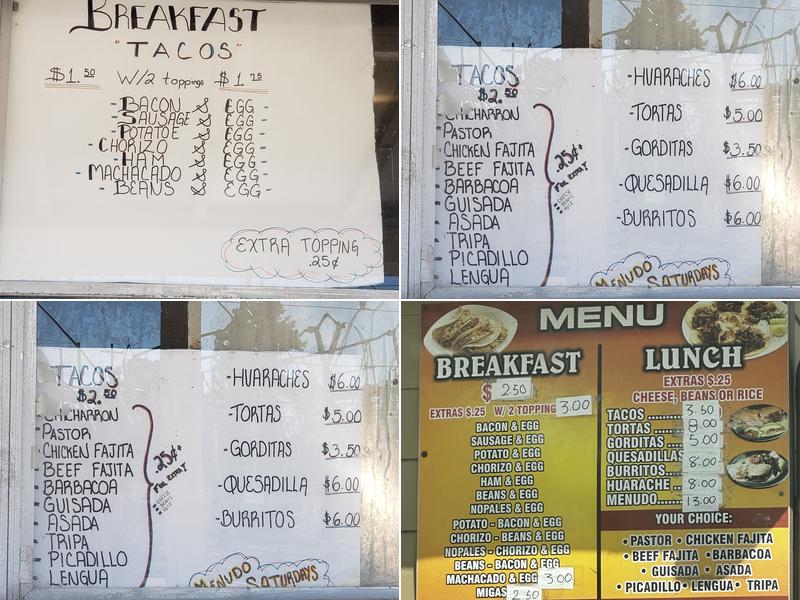 BREAKFAST
"TACOS"
$1.50 W/2 toppings $1.75
-BACON & EGG-
-SAUSAGE & EGG-
-POTATOE & EGG-
-CHORIZO & EGG-
-HAM & EGG-
-MACHACADO & EGG-
-BEANS & EGG-
EXTRA TOPPING
.25¢
TACOS
$2.50
-CHICHARRON
-PASTOR
-CHICKEN FAJITA
-BEEF FAJITA
-BARBACOA
-GUISADA
-ASADA
-TRIPA
-PICADILLO
-LENGUA
.25¢+
FOR EXTRA
-HUARACHES $6.00
-TORTAS $5.00
-GORDITAS $3.50
-QUESADILLA $6.00
-BURRITOS $6.00
MENUDO
SATURDAYS
TACOS
$2.50
CHICHARRON
PASTOR
CHICKEN FAJITA
BEEF FAJITA
BARBACOA
GUISADA
ASADA
TRIPA
PICADILLO
LENGUA
.25¢+
FOR EXTRA
-HUARACHES $6.00
-TORTAS $5.00
-GORDITAS $3.50
-QUESADILLA $6.00
-BURRITOS $6.00
MENUDO
SATURDAYS
MENU
BREAKFAST
$ 2.50
EXTRAS $.25 W/ 2 TOPPING 3.00
BACON & EGG
SAUSAGE & EGG
POTATO & EGG
CHORIZO & EGG
HAM & EGG
BEANS & EGG
NOPALES & EGG
POTATO - BACON & EGG
CHORIZO - BEANS & EGG
NOPALES - CHORIZO & EGG
BEANS - BACON & EGG
MACHACADO & EGG 3.00
MIGAS 2.50
LUNCH
EXTRAS $.25
CHEESE, BEANS OR RICE
TACOS.......... 3.50
TORTAS........ 8.00
GORDITAS.... 5.00
QUESADILLAS
BURRITOS..... 8.00
HUARACHE... 8.00
MENUDO...... 13.00
YOUR CHOICE:
• PASTOR • CHICKEN FAJITA
• BEEF FAJITA • BARBACOA
• GUISADA • ASADA
• PICADILLO • LENGUA • TRIPA